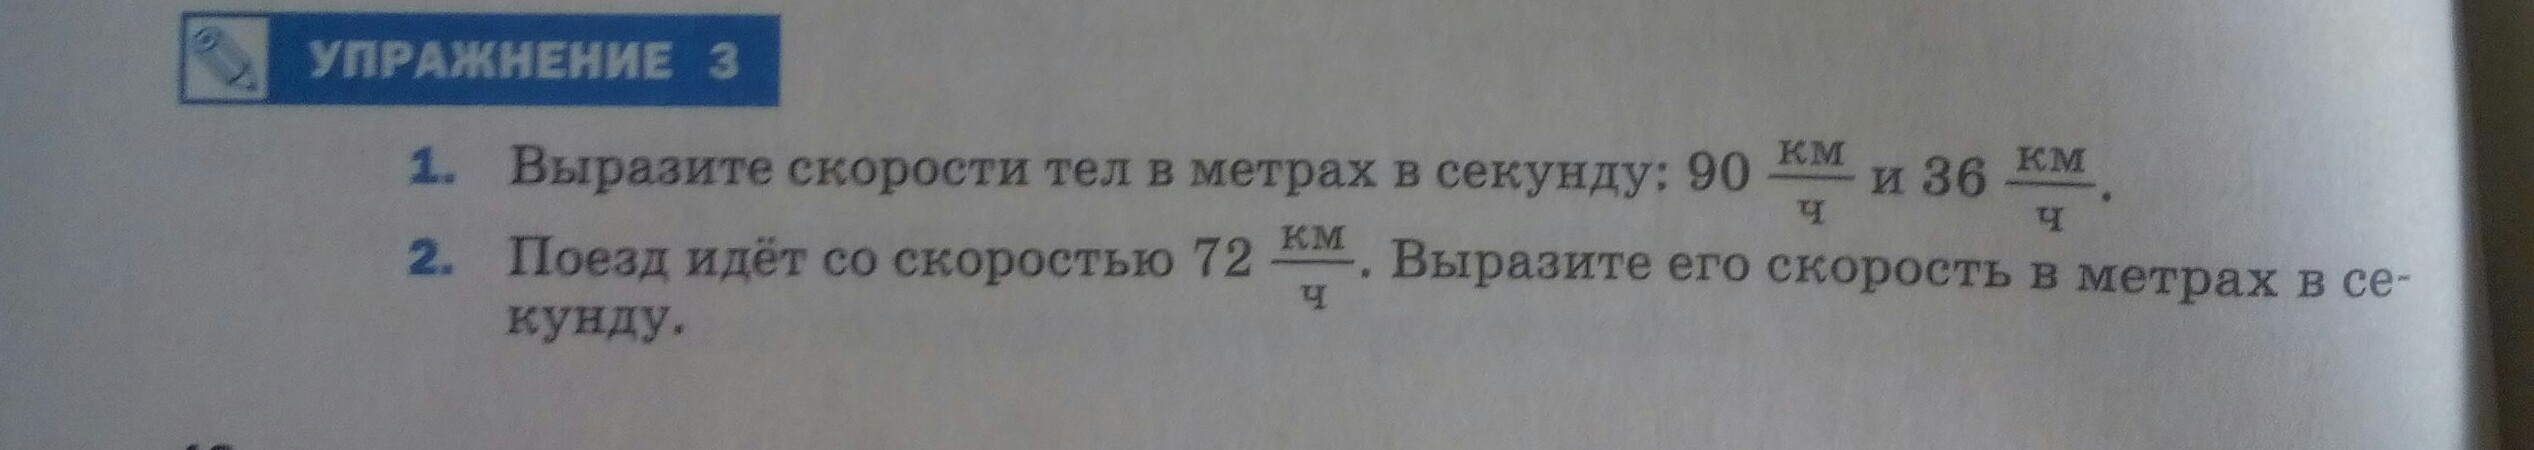 УПРАЖНЕНИЕ 3
1. Выразите скорости тел в метрах в секунду: 90 км/ч и 36 км/ч.
2. Поезд идёт со скоростью 72 км/ч. Выразите его скорость в метрах в се-
кунду.